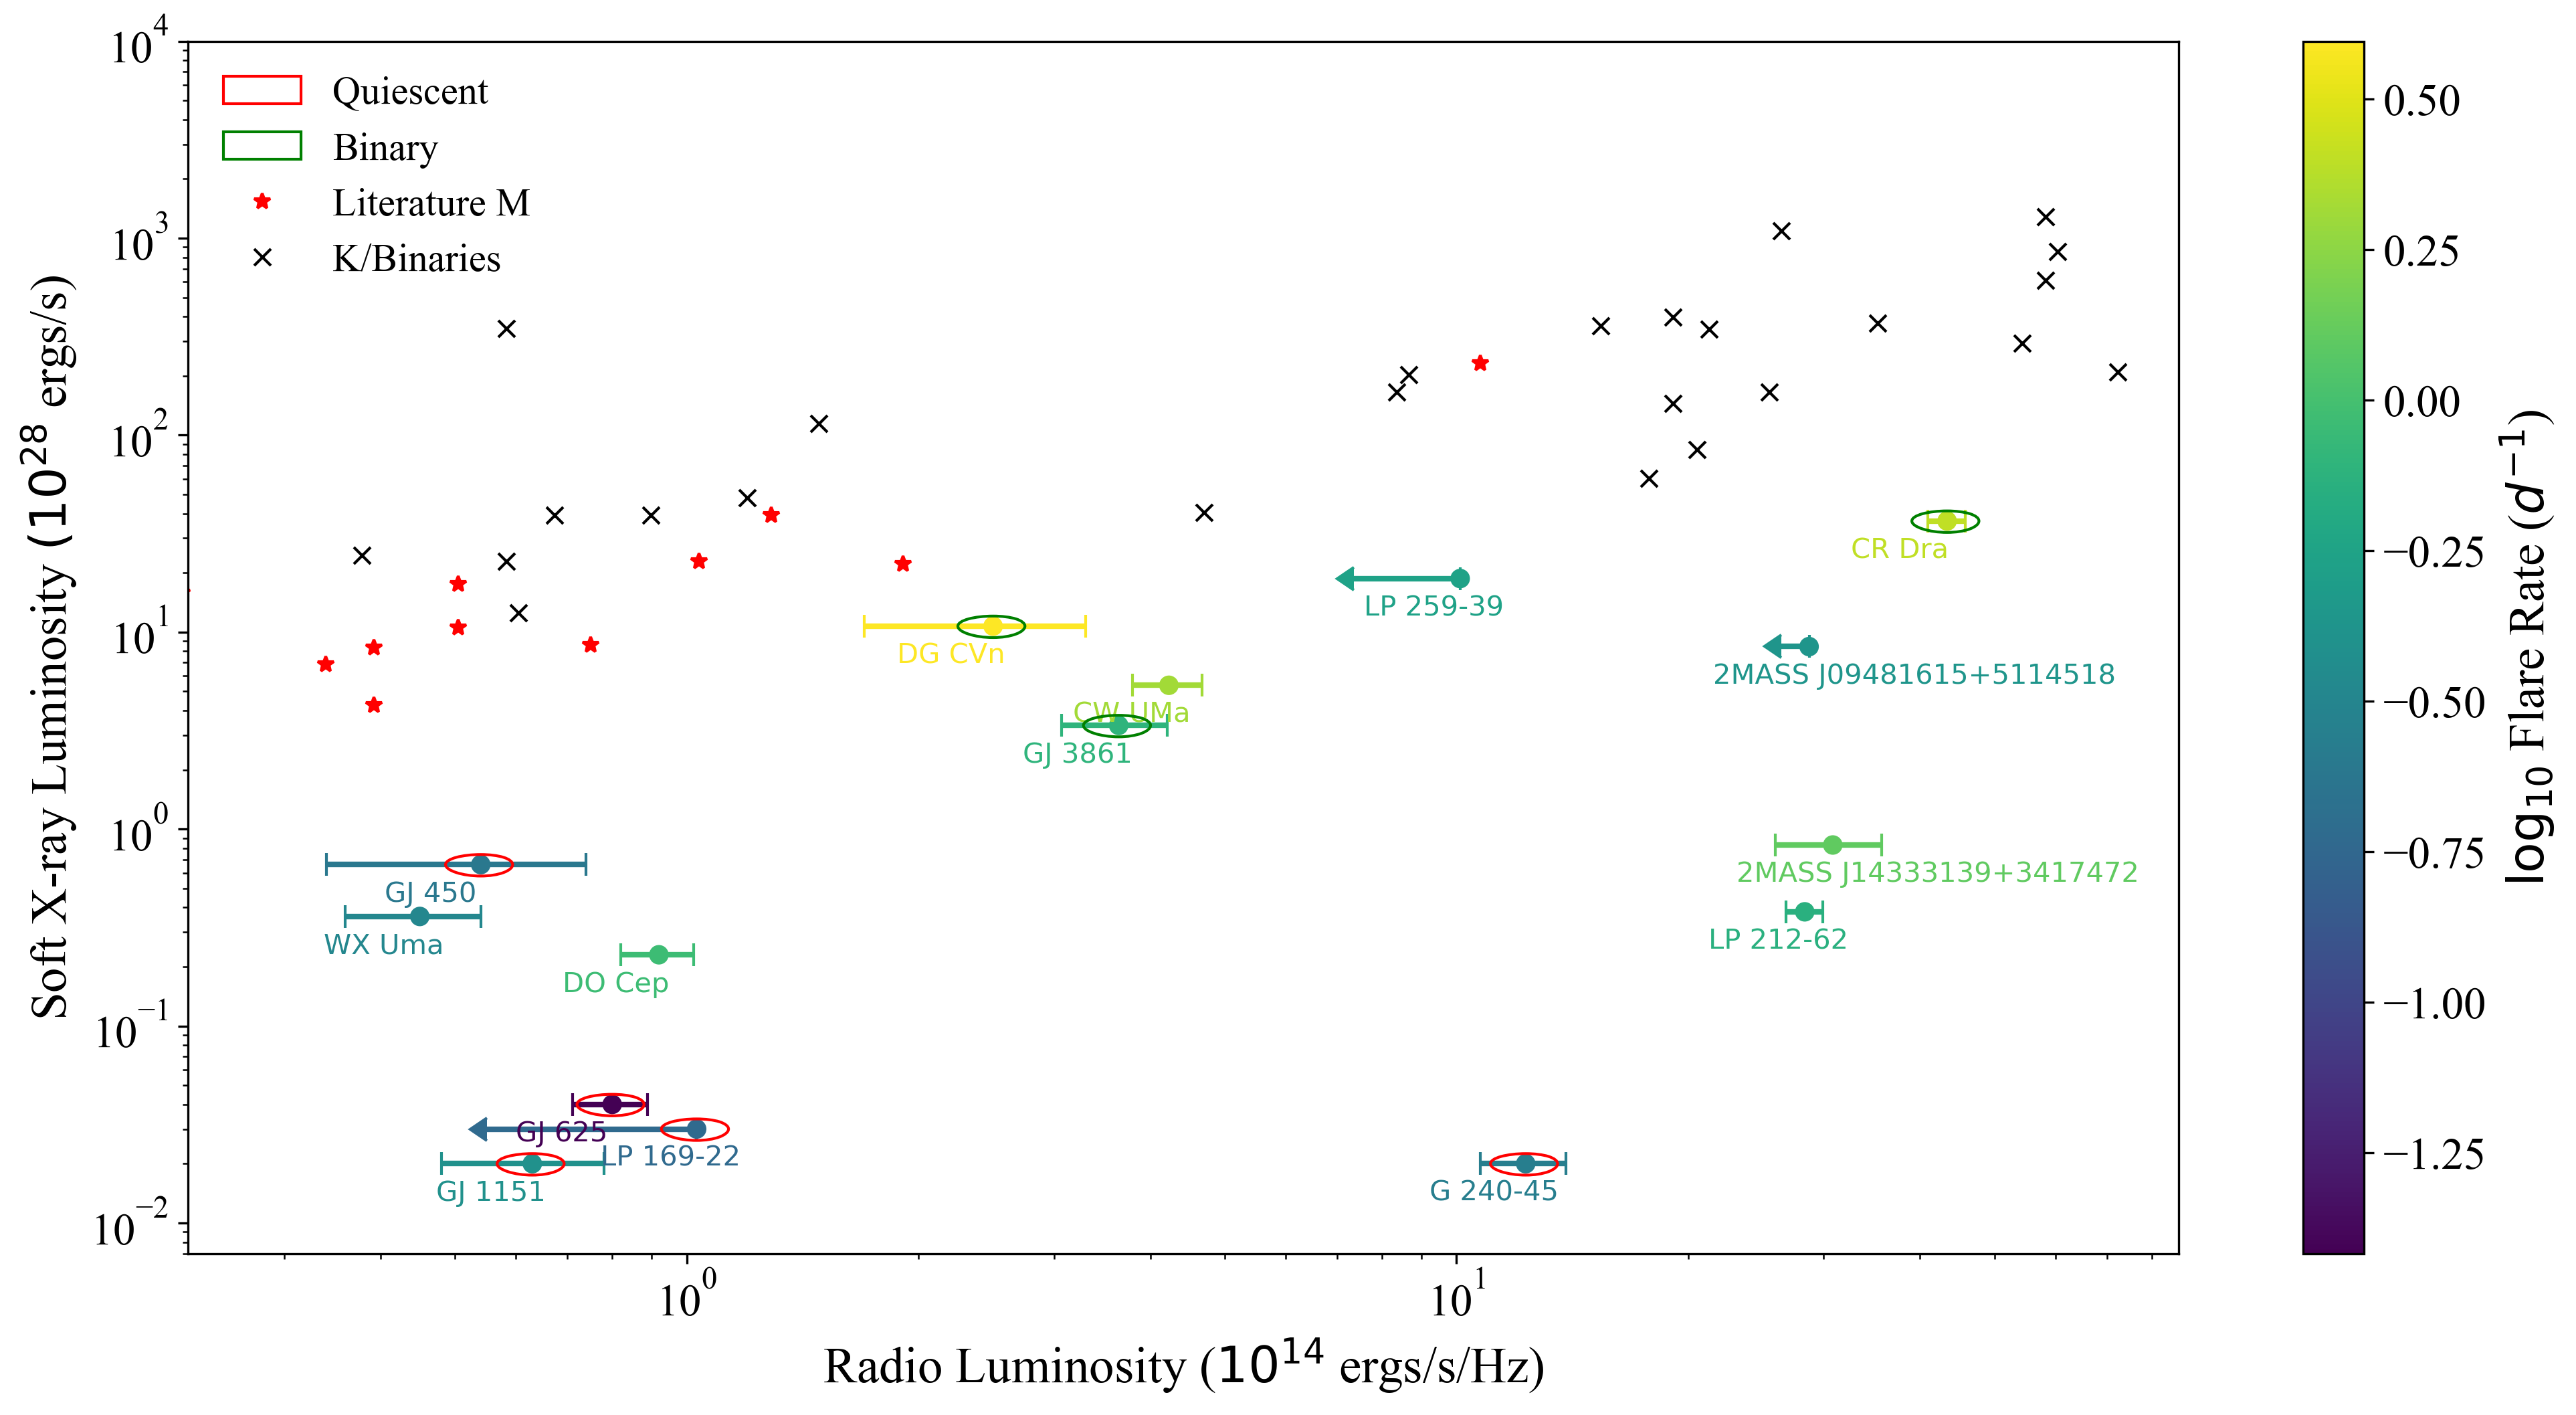 10^4
10^3
10^2
10^1
10^0
10^−1
10^−2
Soft X-ray Luminosity (10^28 ergs/s)
Quiescent
Binary
Literature M
K/Binaries
CR Dra
LP 259-39
DG CVn
2MASS J09481615+5114518
CW UMa
GJ 3861
2MASS J14333139+3417472
GJ 450
LP 212-62
WX Uma
DO Cep
GJ 625
LP 169-22
GJ 1151
G 240-45
10^0
10^1
Radio Luminosity (10^14 ergs/s/Hz)
0.50
0.25
0.00
−0.25
−0.50
−0.75
−1.00
−1.25
log10 Flare Rate (d^−1)